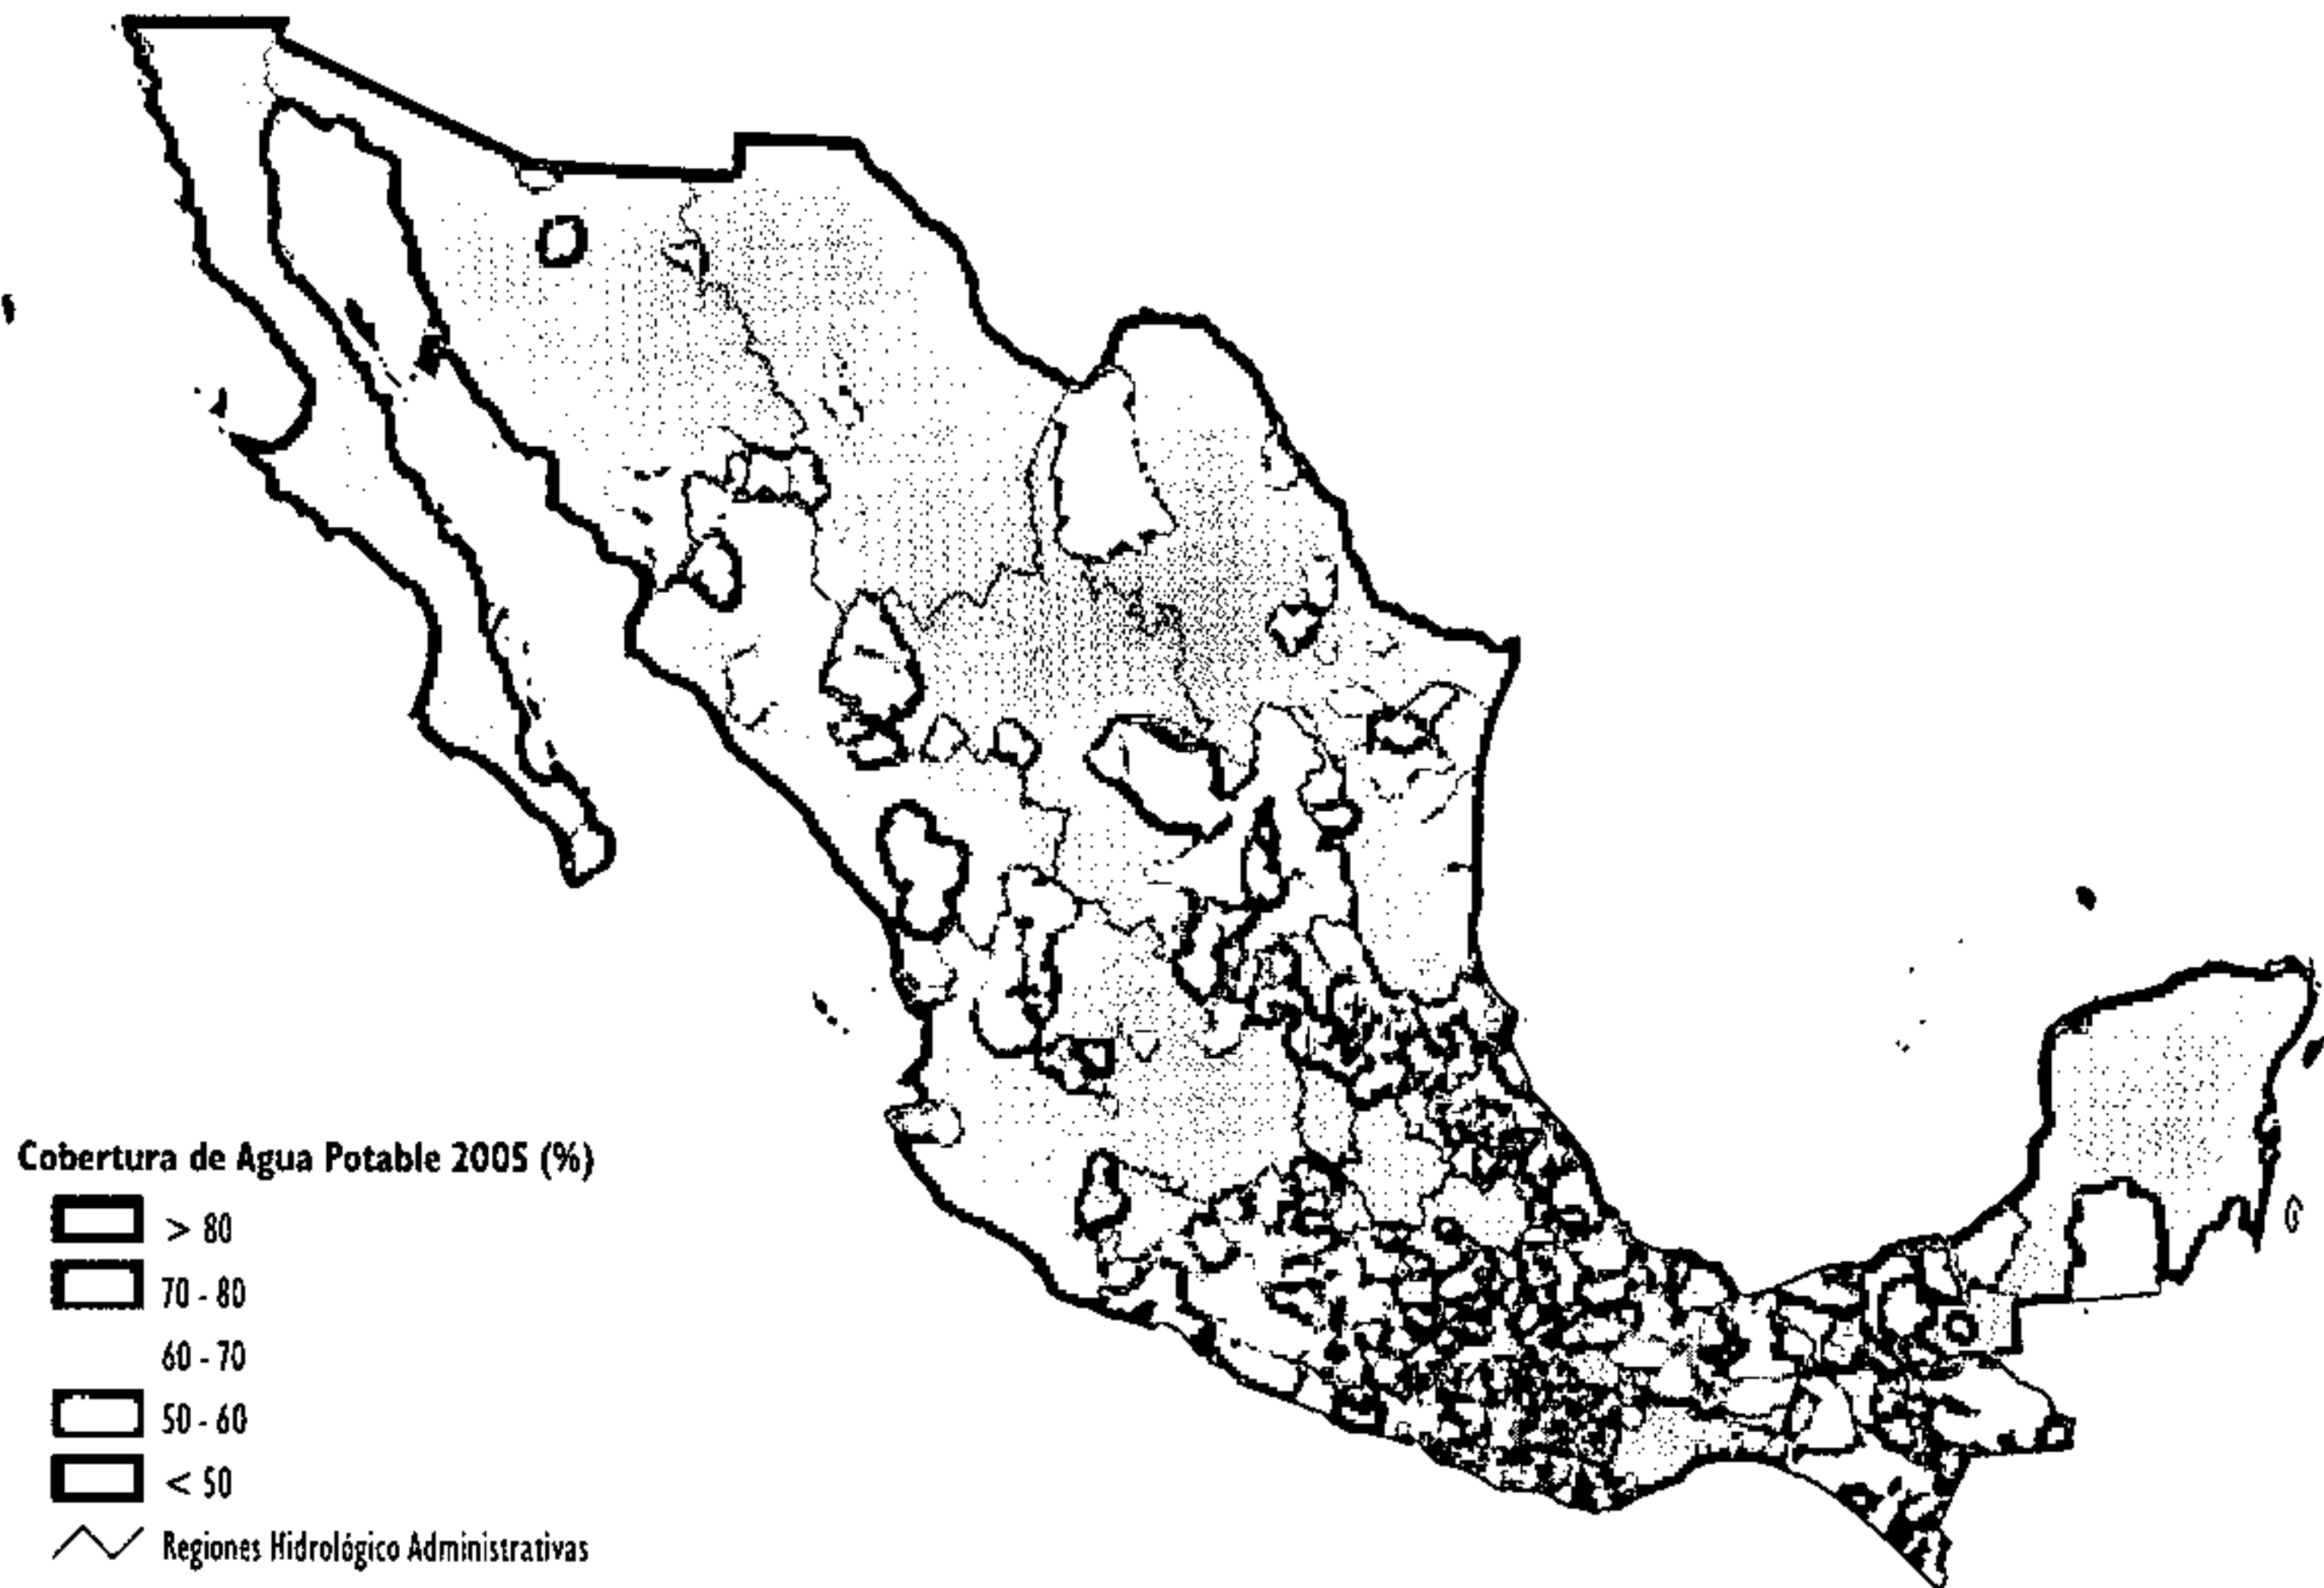 Cobertura de Agua Potable 2005 (%)
> 80
70 - 80
60 - 70
50 - 60
< 50
Regiones Hidrológico Administrativas